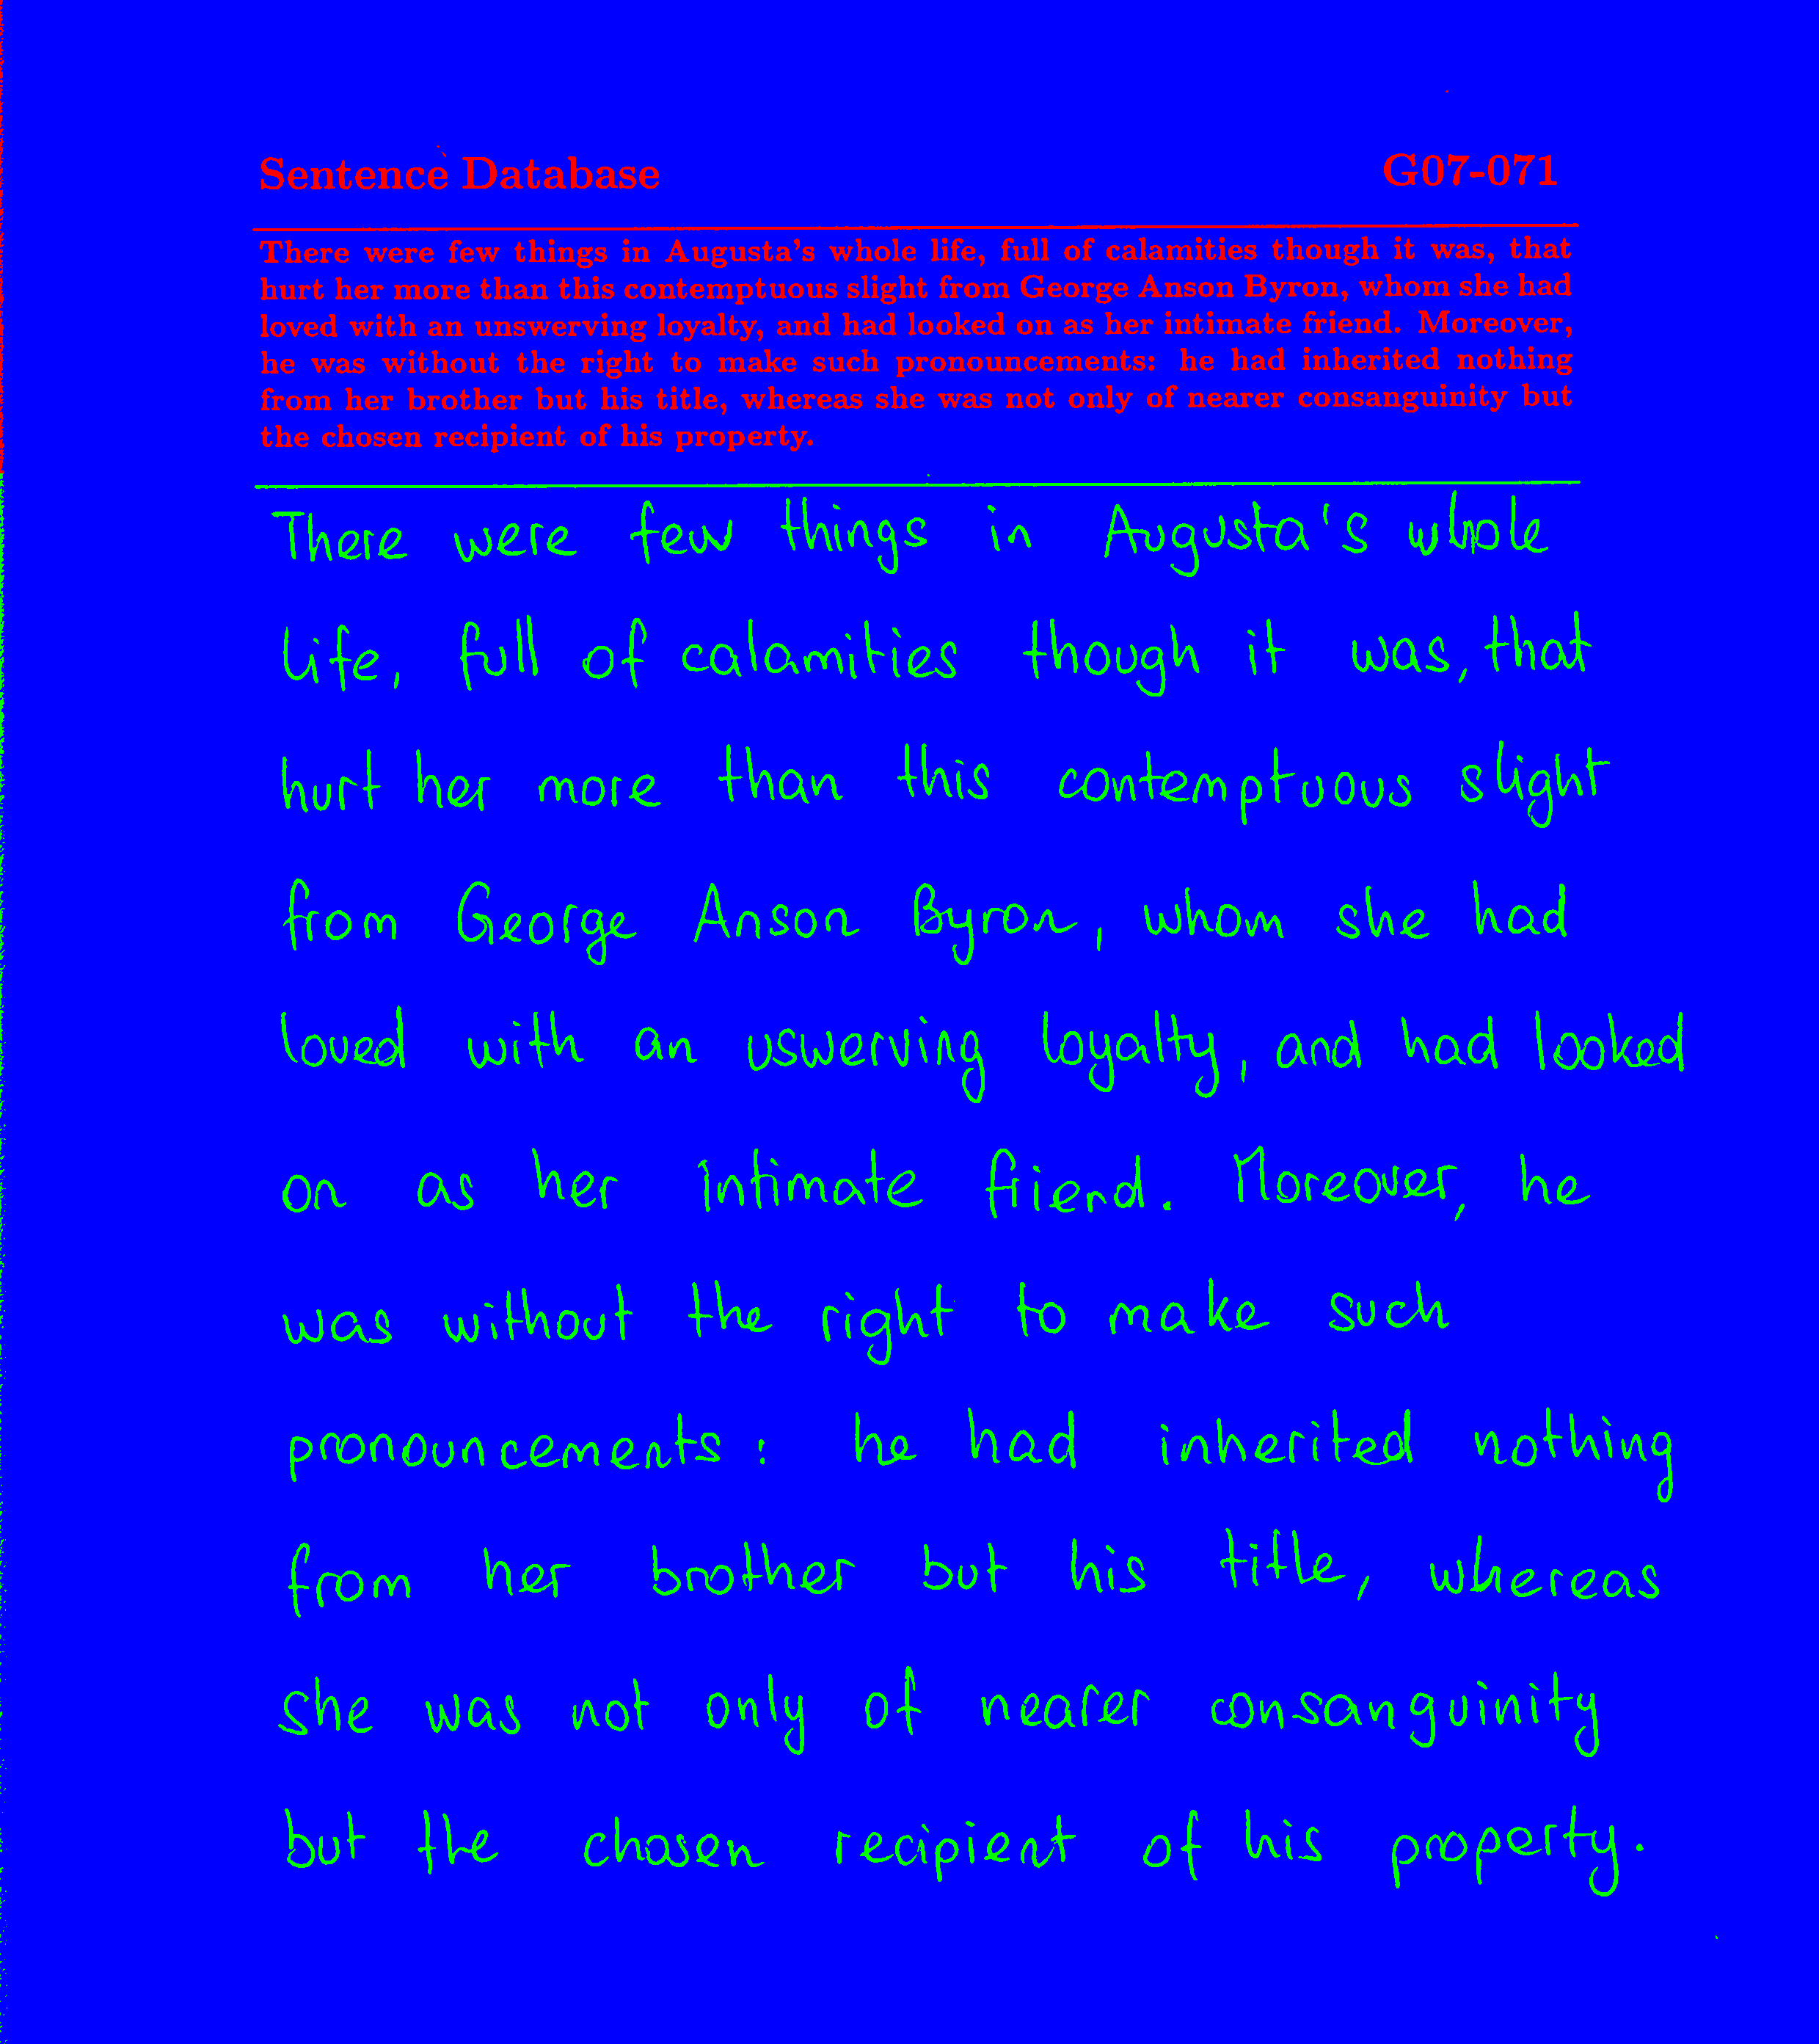 Sentence Database G07-071
There were few things in Augusta's whole life, full of calamities though it was, that
hurt her more than this contemptuous slight from George Anson Byron, whom she had
loved with an unswerving loyalty, and had looked on as her intimate friend. Moreover,
he was without the right to make such pronouncements: he had inherited nothing
from her brother but his title, whereas she was not only of nearer consanguinity but
the chosen recipient of his property.
There were few things in Augusta's whole
life, full of calamities though it was, that
hurt her more than this contemptuous slight
from George Anson Byron, whom she had
loved with an uswerving loyalty, and had looked
on as her intimate friend. Moreover, he
was without the right to make such
pronouncements: he had inherited nothing
from her brother but his title, whereas
she was not only of nearer consanguinity
but the chosen recipient of his property.